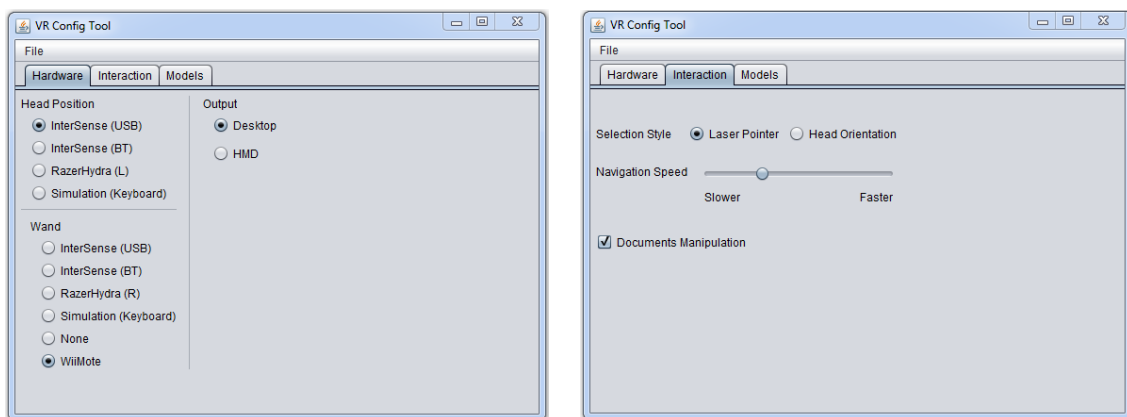 VR Config Tool
File
Hardware Interaction Models
Head Position
InterSense (USB)
InterSense (BT)
RazerHydra (L)
Simulation (Keyboard)
Wand
InterSense (USB)
InterSense (BT)
RazerHydra (R)
Simulation (Keyboard)
None
WiiMote
Output
Desktop
HMD
VR Config Tool
File
Hardware Interaction Models
Selection Style Laser Pointer Head Orientation
Navigation Speed
Slower Faster
Documents Manipulation